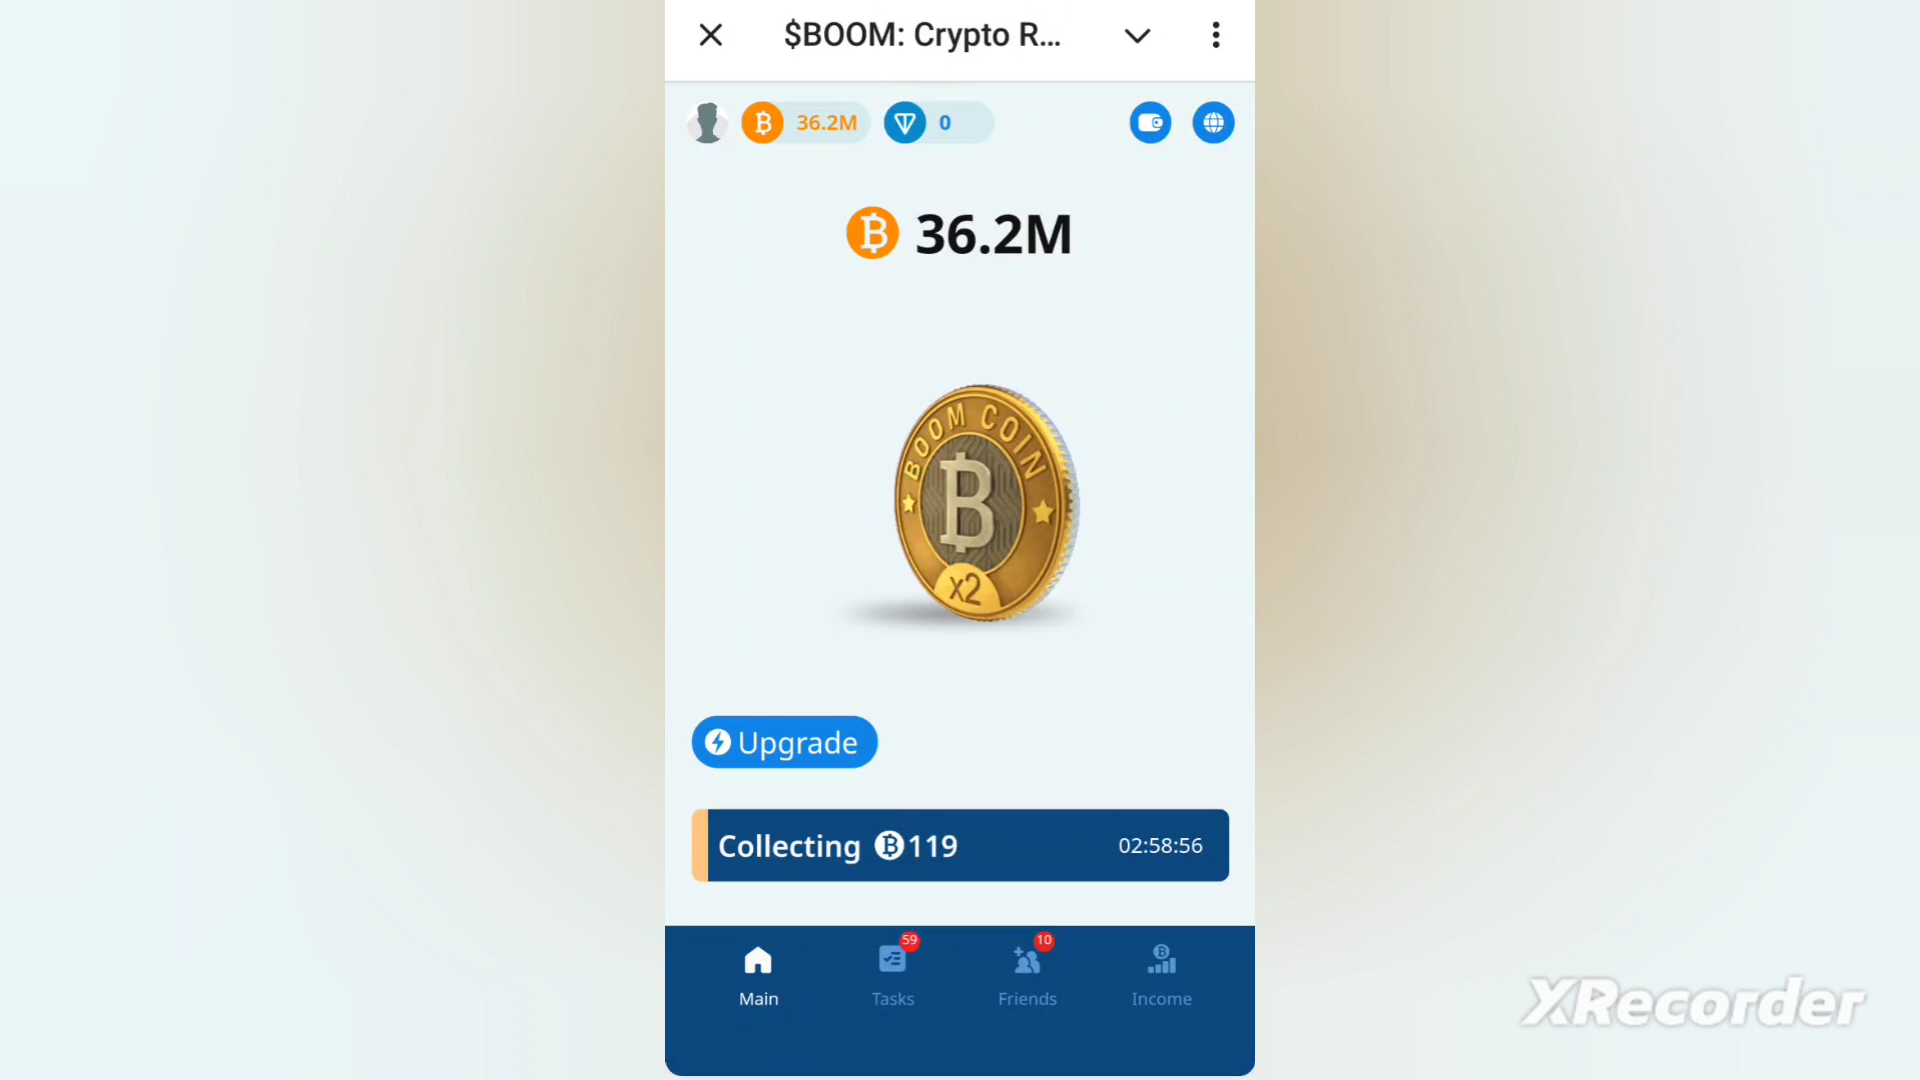 $BOOM: Crypto R...
36.2M
0
36.2M
BOOM COIN
x2
Upgrade
Collecting 119
02:58:56
59
10
Main
Tasks
Friends
Income
XRecorder